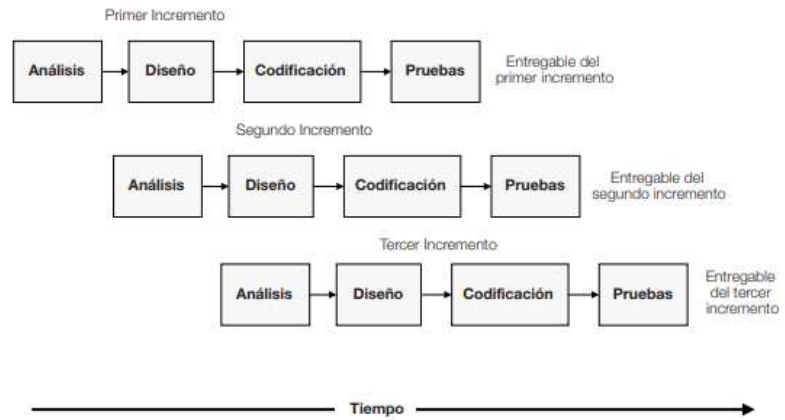 Primer Incremento
Análisis
Diseño
Codificación
Pruebas
Entregable del
primer incremento
Segundo Incremento
Análisis
Diseño
Codificación
Pruebas
Entregable del
segundo incremento
Tercer Incremento
Análisis
Diseño
Codificación
Pruebas
Entregable
del tercer
incremento
Tiempo